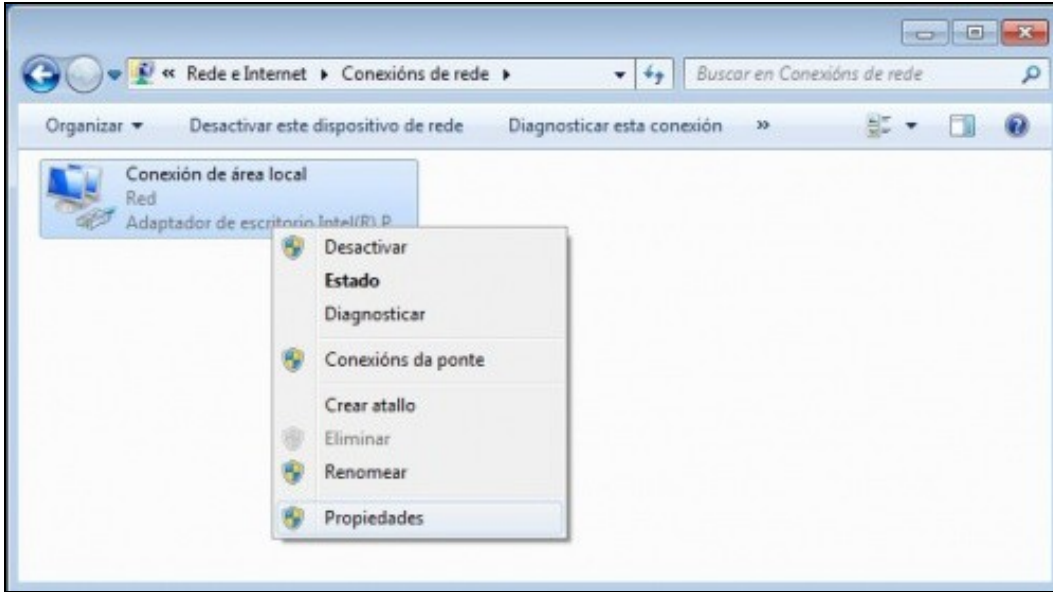 « Rede e Internet ▸ Conexións de rede ▸ Buscar en Conexións de rede
Organizar Desactivar este dispositivo de rede Diagnosticar esta conexión »
Conexión de área local
Red
Adaptador de escritorio Intel(R) P
Desactivar
Estado
Diagnosticar
Conexións da ponte
Crear atallo
Eliminar
Renomear
Propiedades